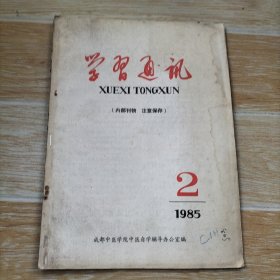 学习通讯
XUEXI TONGXUN
(内部刊物 注意保存)
2
1985
成都中医学院中医自学辅导办公室编